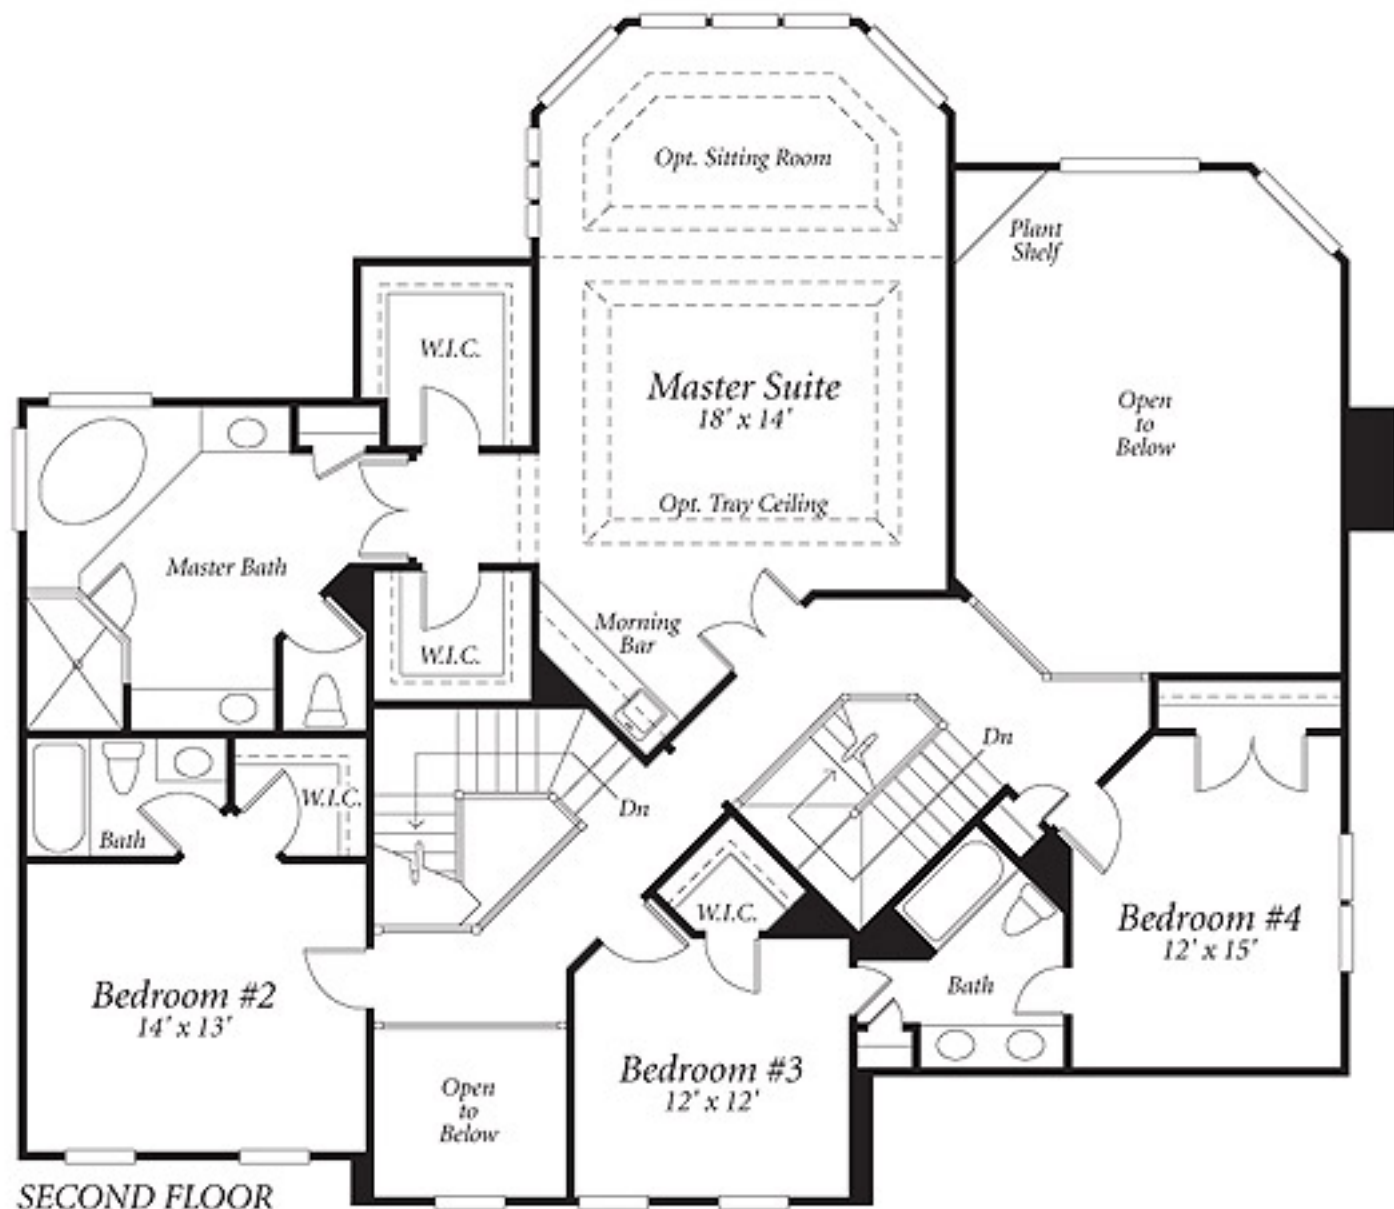 Opt. Sitting Room
Plant
Shelf
W.I.C.
Master Suite
18' x 14'
Open
to
Below
Opt. Tray Ceiling
Master Bath
Morning
Bar
W.I.C.
Dn
W.I.C.
Dn
Bath
W.I.C.
Bedroom #4
12' x 15'
Bedroom #2
14' x 13'
Bath
Bedroom #3
12' x 12'
Open
to
Below
SECOND FLOOR